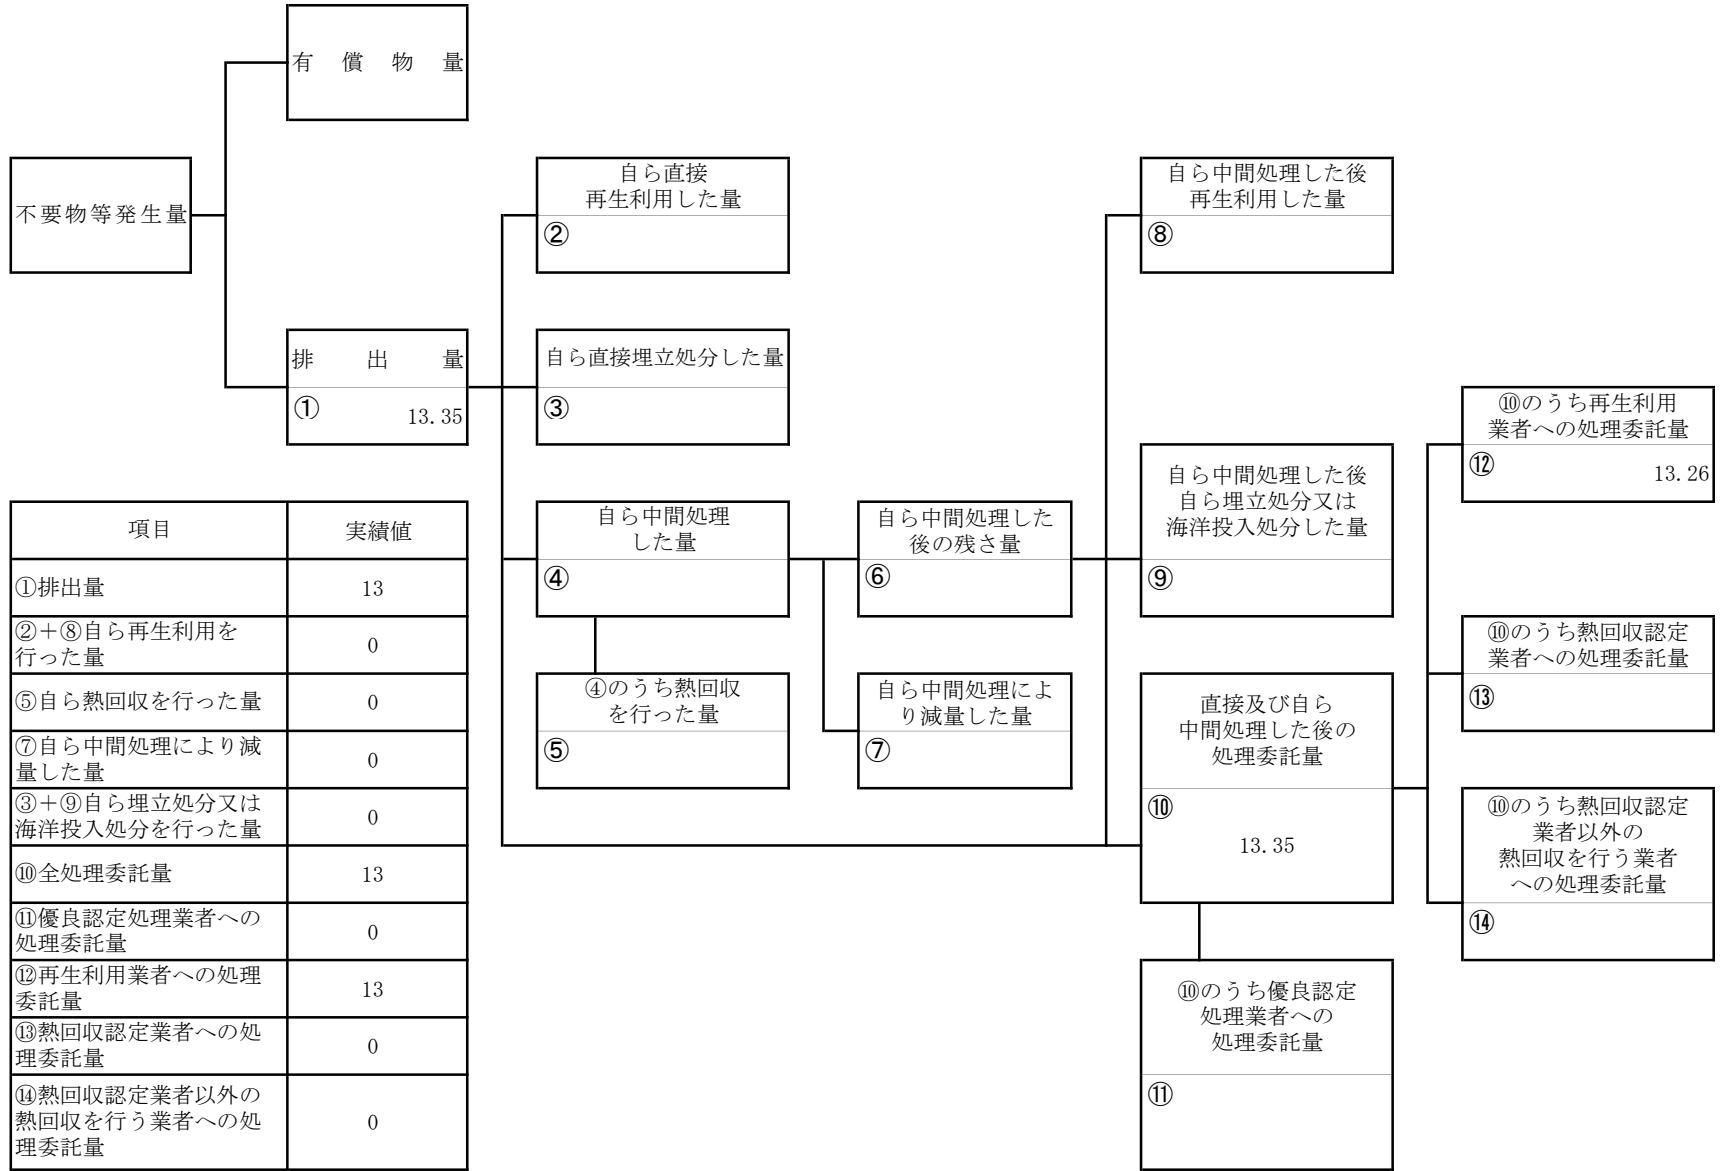 有償物量
不要物等発生量
排出量
①
13.35
自ら直接
再生利用した量
②
自ら直接埋立処分した量
③
自ら中間処理
した量
④
④のうち熱回収
を行った量
⑤
自ら中間処理した
後の残さ量
⑥
自ら中間処理によ
り減量した量
⑦
自ら中間処理した後
再生利用した量
⑧
自ら中間処理した後
自ら埋立処分又は
海洋投入処分した量
⑨
直接及び自ら
中間処理した後の
処理委託量
⑩
13.35
⑩のうち優良認定
処理業者への
処理委託量
⑪
⑩のうち再生利用
業者への処理委託量
⑫
13.26
⑩のうち熱回収認定
業者への処理委託量
⑬
⑩のうち熱回収認定
業者以外の
熱回収を行う業者
への処理委託量
⑭
項目 実績値
①排出量 13
②＋⑧自ら再生利用を
行った量 0
⑤自ら熱回収を行った量 0
⑦自ら中間処理により減
量した量 0
③＋⑨自ら埋立処分又は
海洋投入処分を行った量 0
⑩全処理委託量 13
⑪優良認定処理業者への
処理委託量 0
⑫再生利用業者への処理
委託量 13
⑬熱回収認定業者への処
理委託量 0
⑭熱回収認定業者以外の
熱回収を行う業者への処
理委託量 0